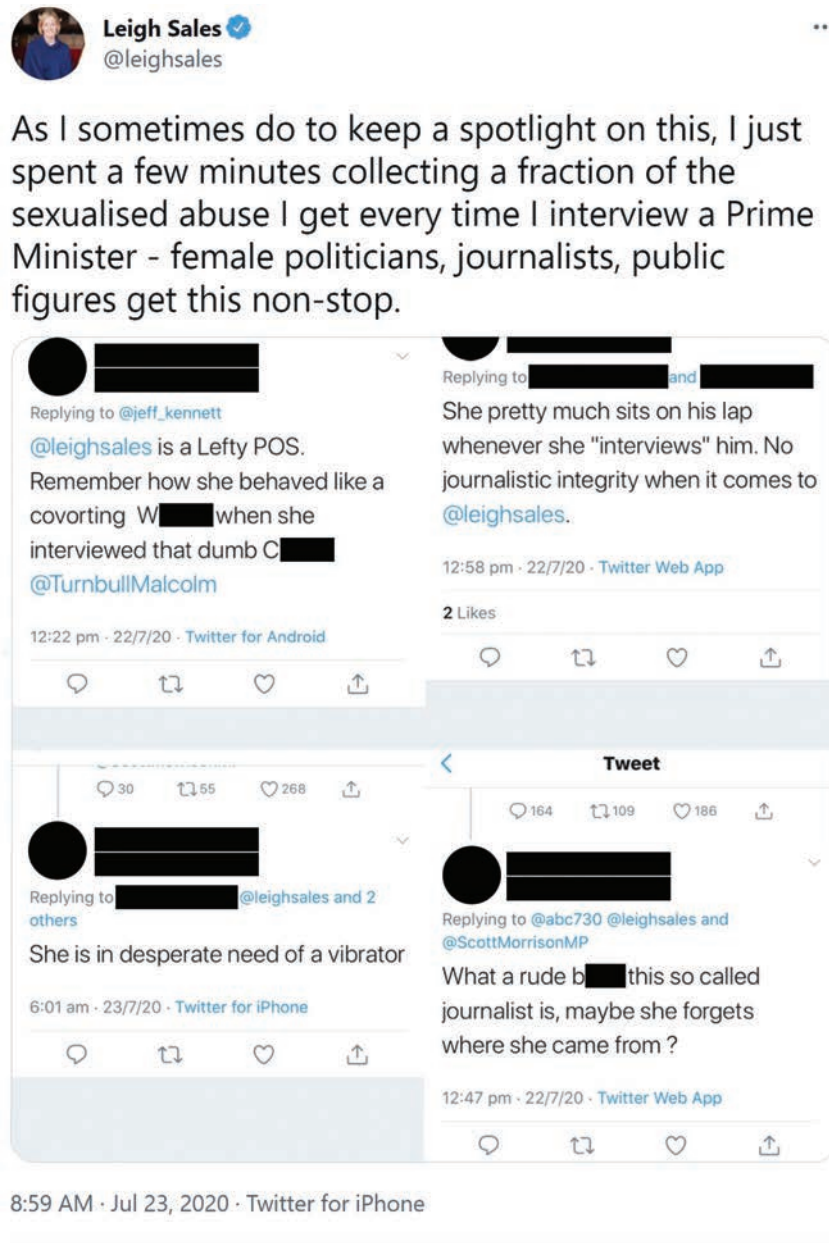 Leigh Sales
@leighsales
As I sometimes do to keep a spotlight on this, I just
spent a few minutes collecting a fraction of the
sexualised abuse I get every time I interview a Prime
Minister - female politicians, journalists, public
figures get this non-stop.
Replying to @jeff_kennett
@leighsales is a Lefty POS.
Remember how she behaved like a
covorting W when she
interviewed that dumb C
@TurnbullMalcolm
12:22 pm · 22/7/20 · Twitter for Android
Replying to and
She pretty much sits on his lap
whenever she "interviews" him. No
journalistic integrity when it comes to
@leighsales.
12:58 pm · 22/7/20 · Twitter Web App
2 Likes
30 55 268
Replying to @leighsales and 2
others
She is in desperate need of a vibrator
6:01 am · 23/7/20 · Twitter for iPhone
Tweet
164 109 186
Replying to @abc730 @leighsales and
@ScottMorrisonMP
What a rude b this so called
journalist is, maybe she forgets
where she came from ?
12:47 pm · 22/7/20 · Twitter Web App
8:59 AM · Jul 23, 2020 · Twitter for iPhone